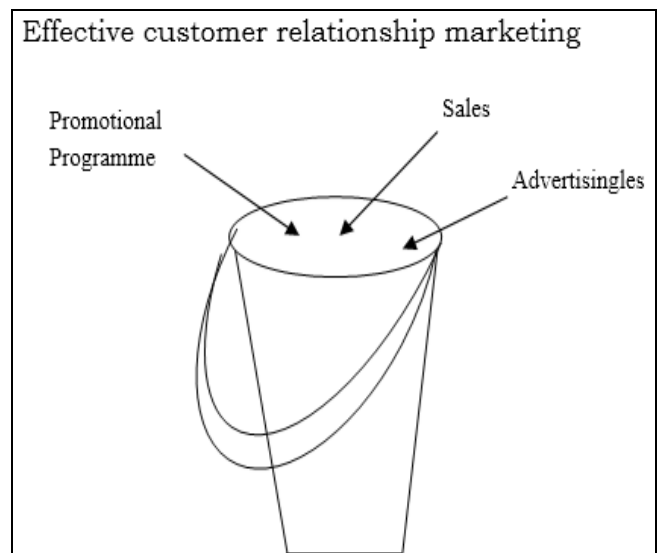 Effective customer relationship marketing
Promotional
Programme
Sales
Advertisingles